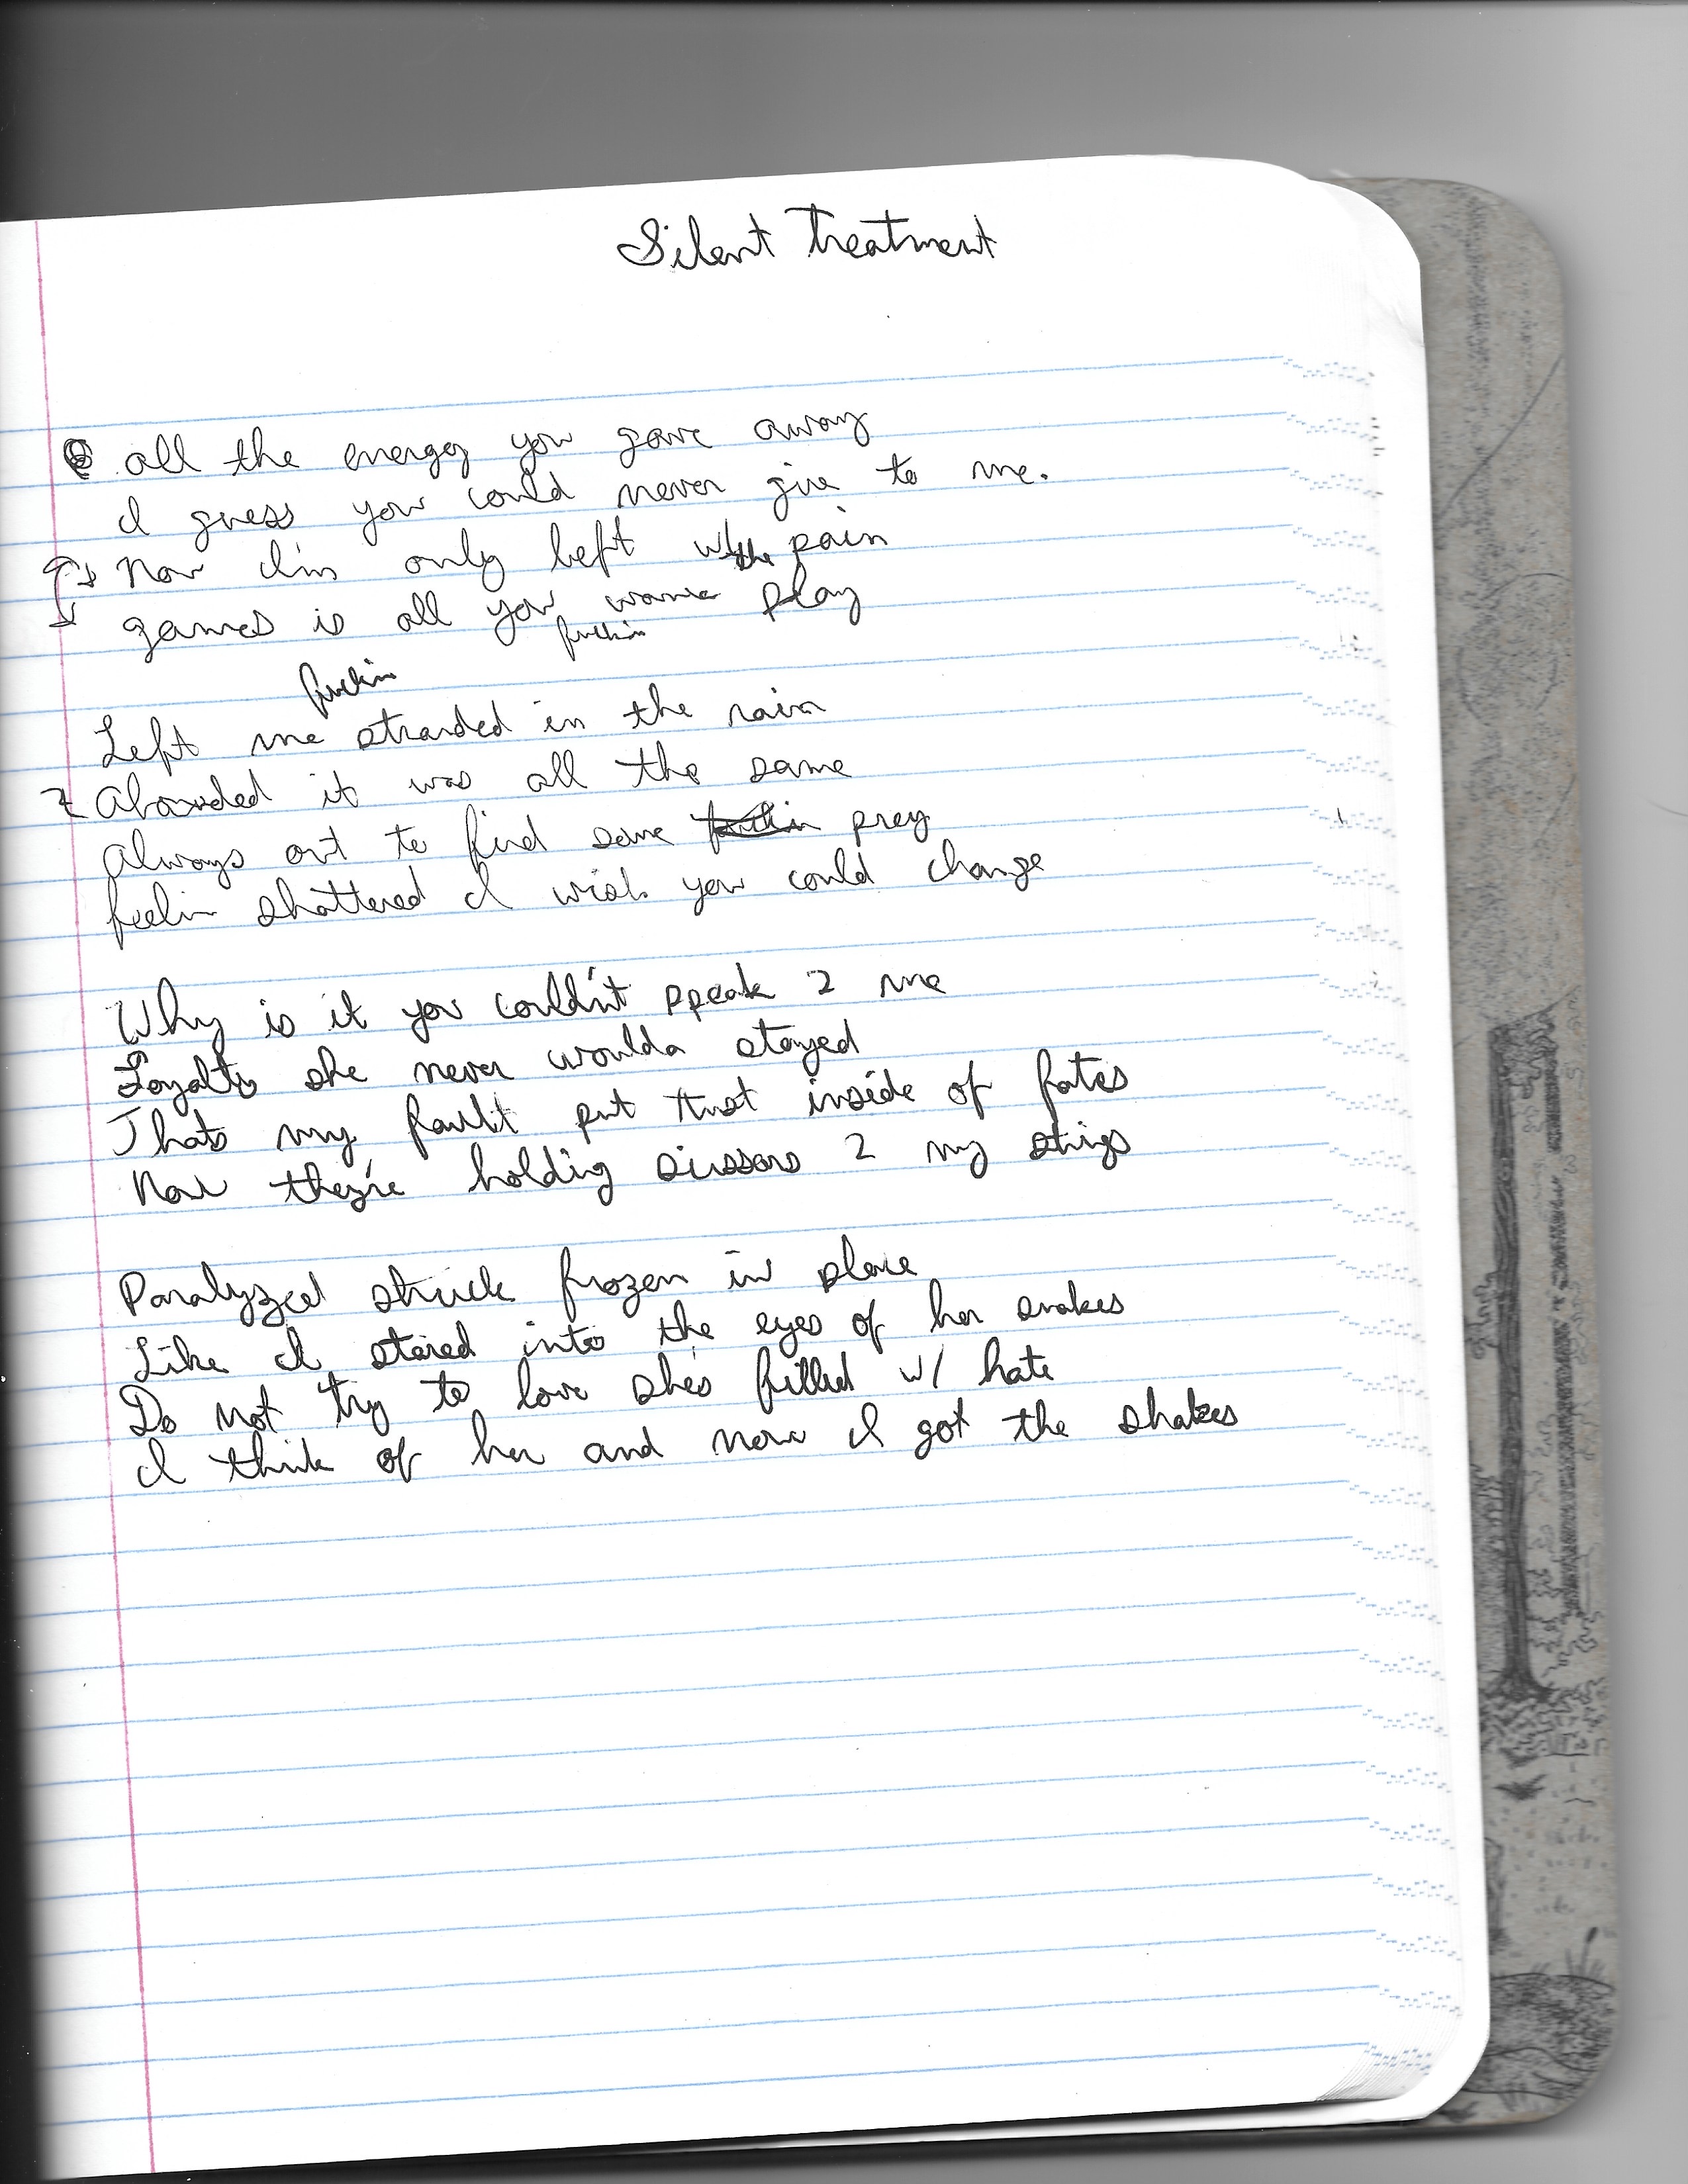 Silent Treatment
all the energy you gave away
I guess you could never give to me.
Now I'm only left w/ the pain
games is all you wanna play
fuckin
fuckin
Left me stranded in the rain
2 Abanded it was all the same
Always out to find some fuckin prey
feelin shattered I wish you could change
Why is it you couldn't speak 2 me
Loyalty she never woulda stayed
Thats my fault put trust inside of fates
Now they're holding scissors 2 my strings
Paralyzed struck frozen in place
Like I stared into the eyes of her snakes
Do not try to love she's filled w/ hate
I think of her and now I got the shakes